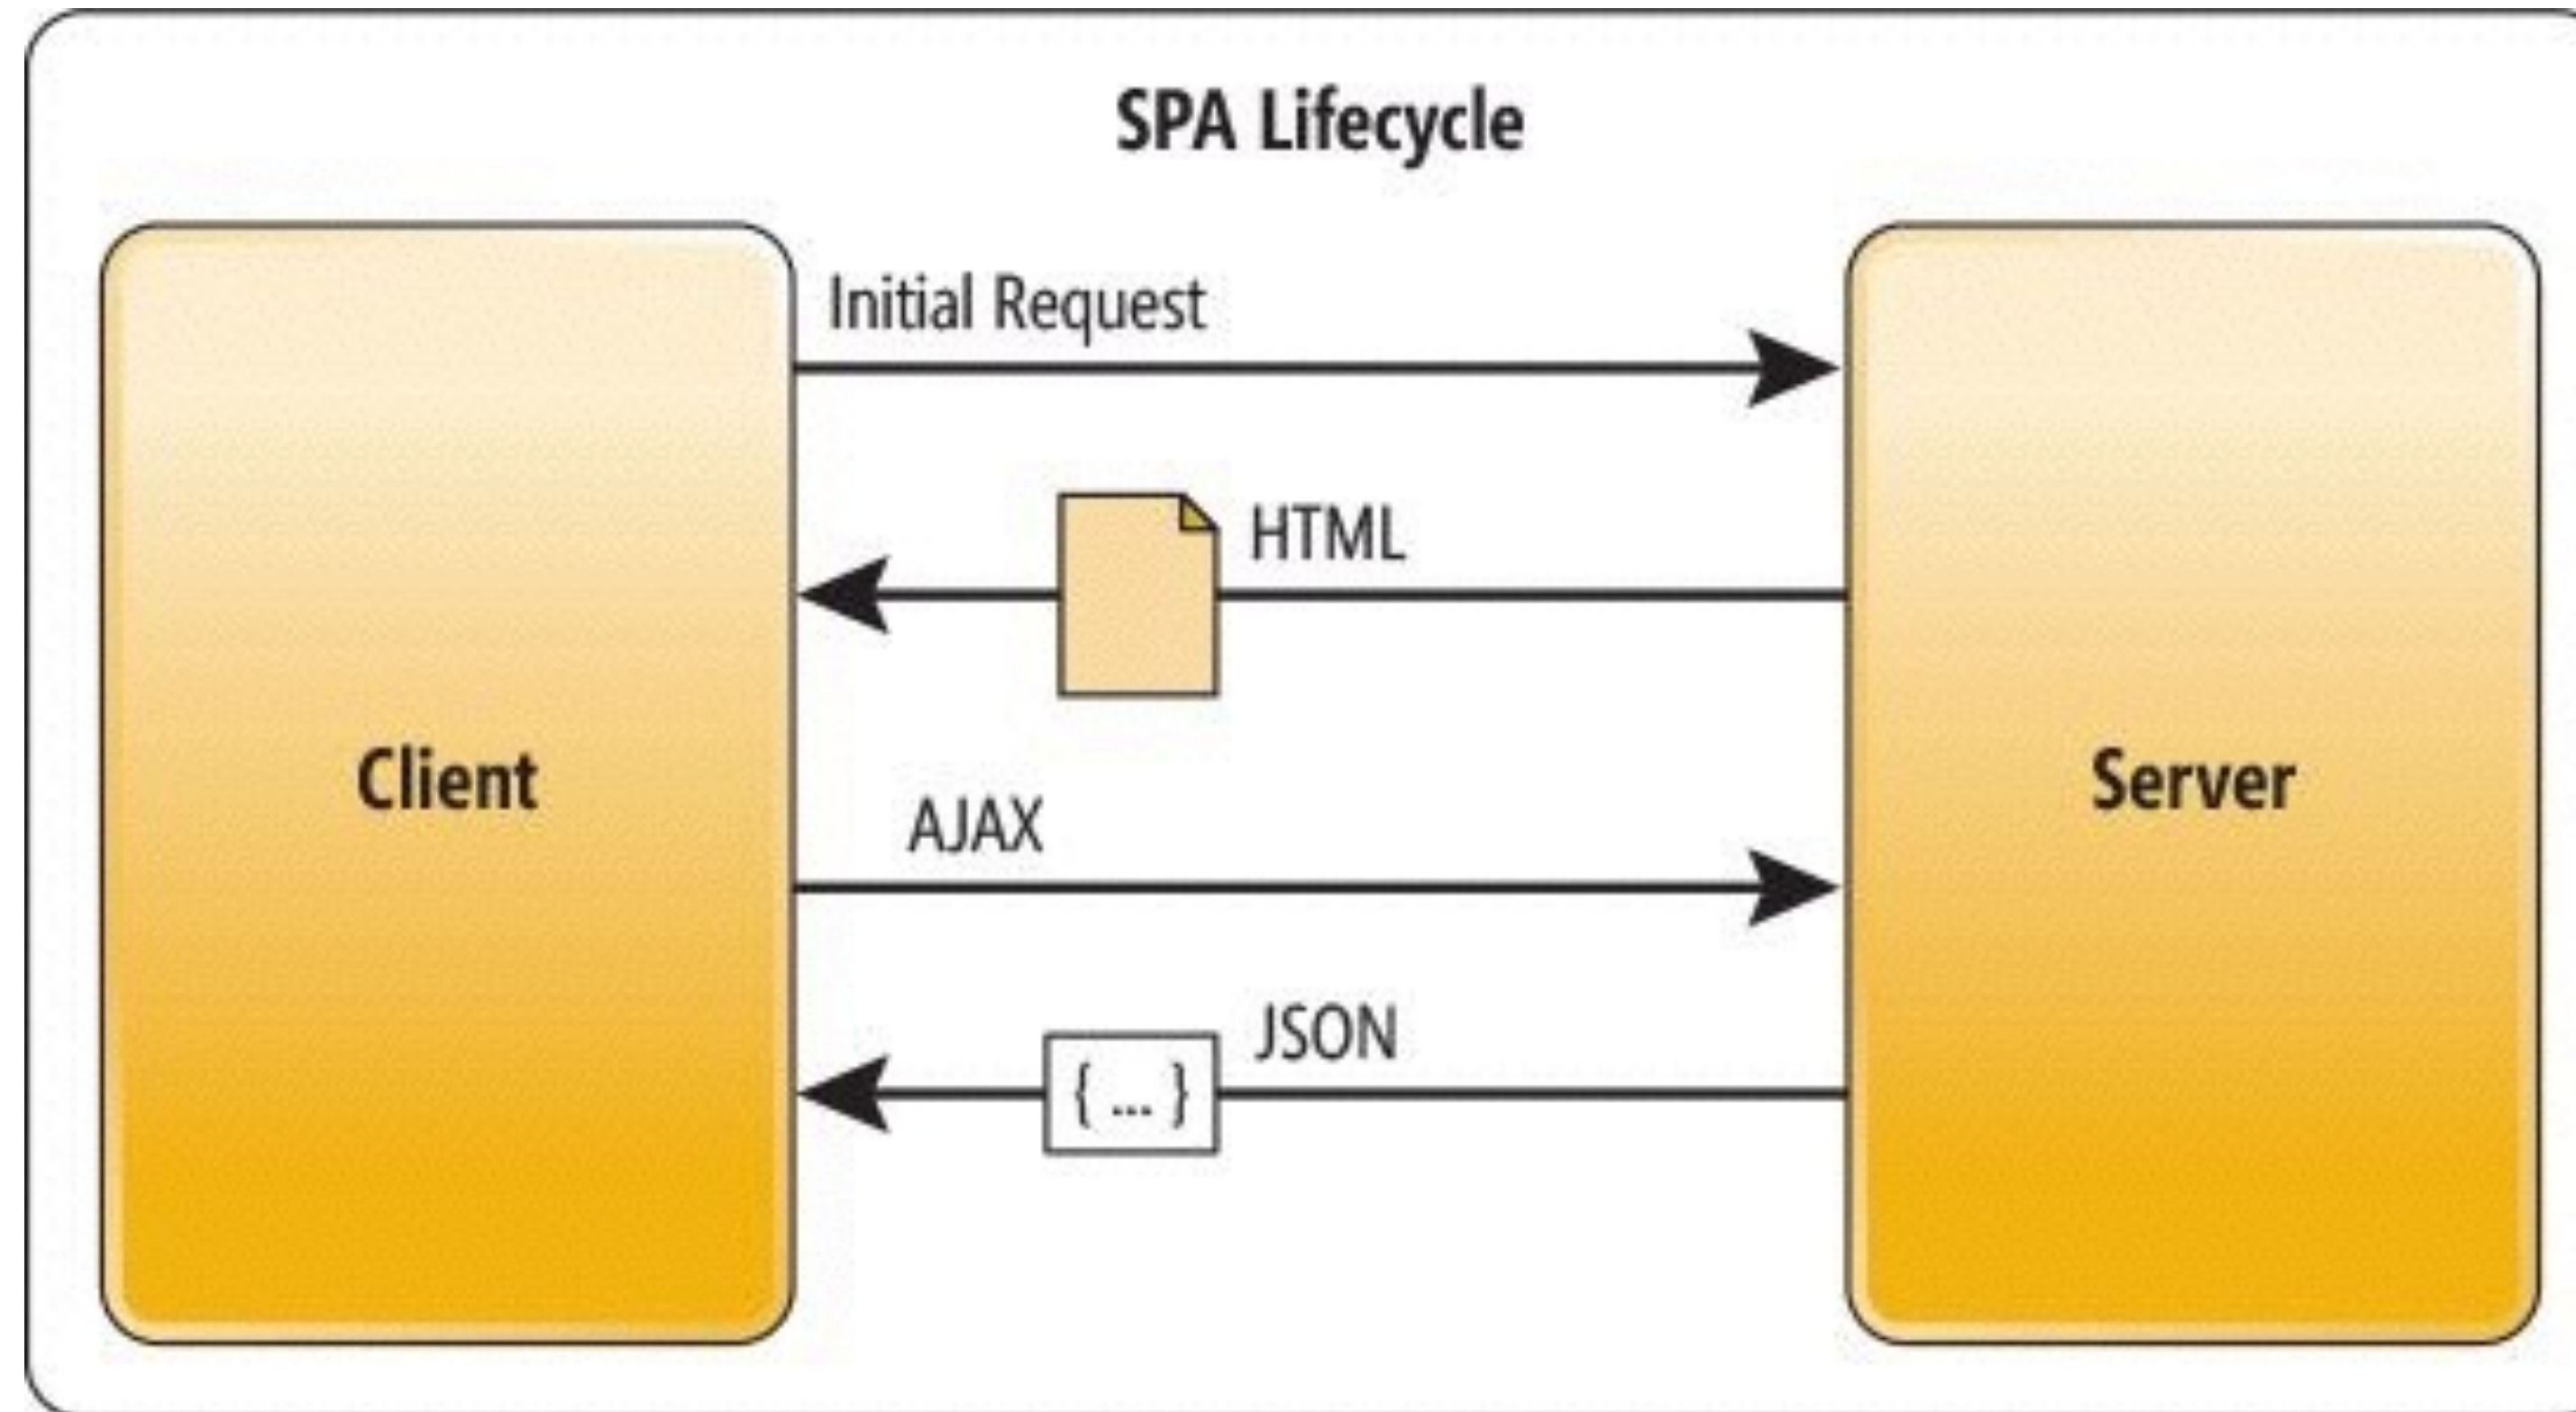 SPA Lifecycle
Initial Request
HTML
Client
Server
AJAX
JSON
{ ... }